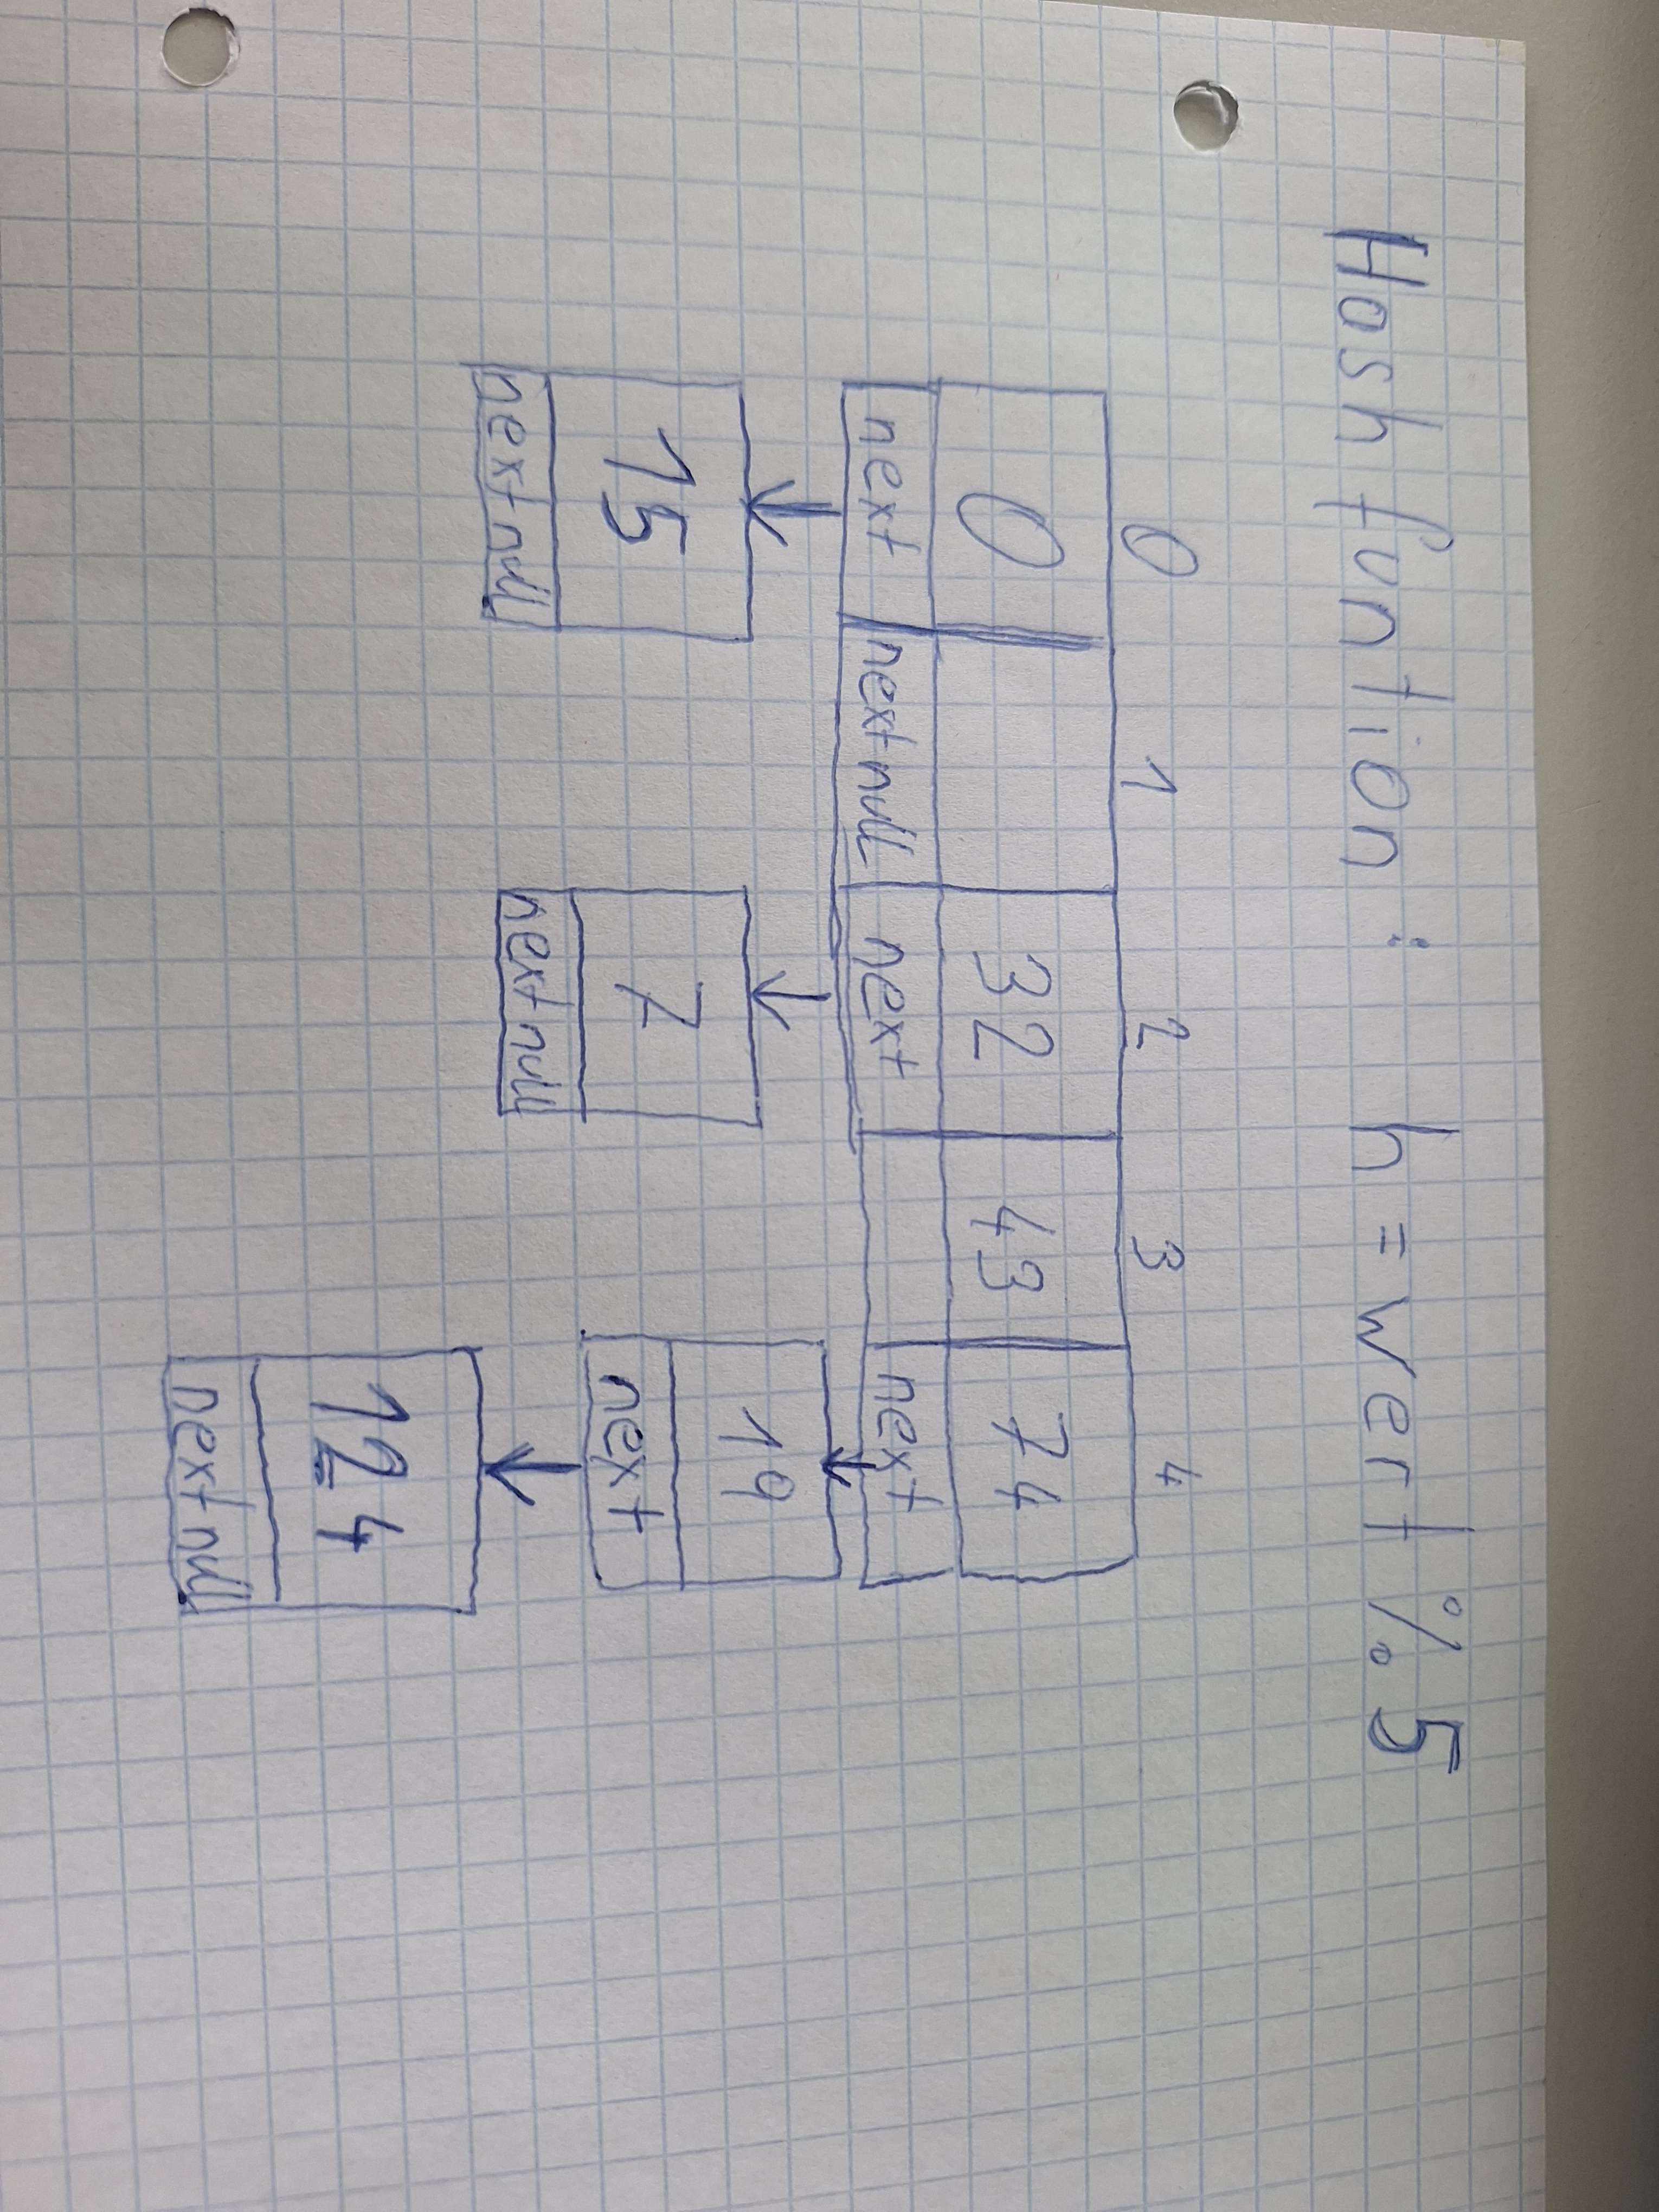 Hash funtion: h = wert % 5
0 1 2 3 4
0 32 43 74
next next null next next
19
15 7
next
next null next null
124
next null